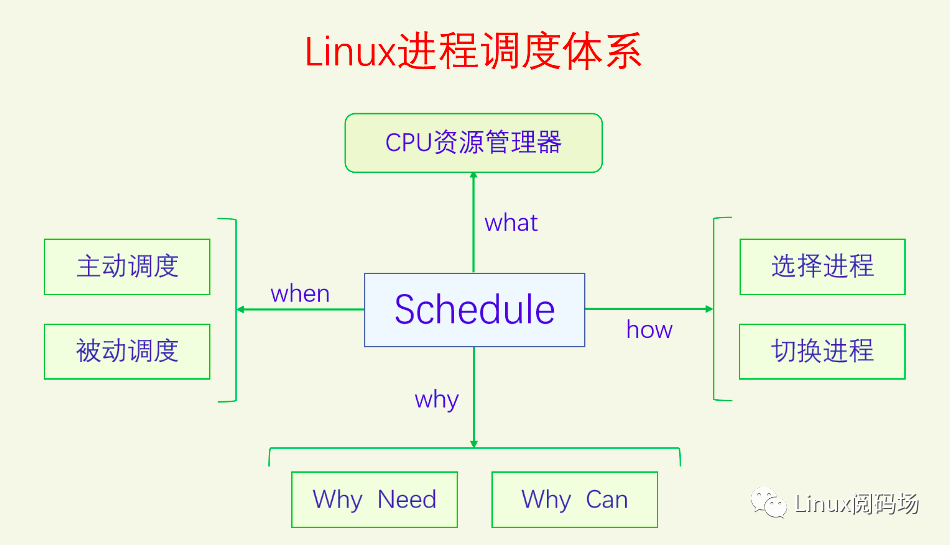 Linux进程调度体系
CPU资源管理器
what
主动调度
被动调度
when
Schedule
how
选择进程
切换进程
why
Why Need
Why Can
Linux阅码场